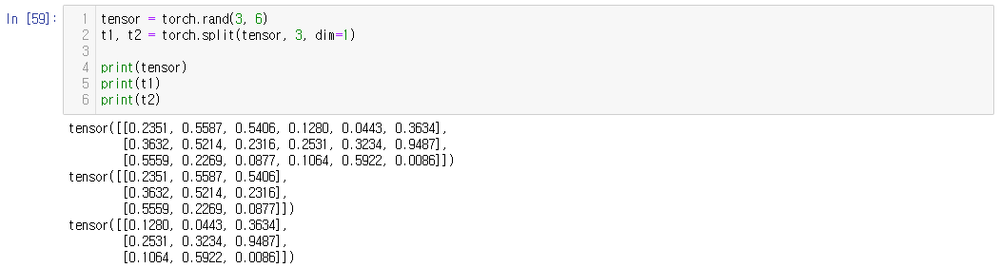 In [59]:
1 tensor = torch.rand(3, 6)
2 t1, t2 = torch.split(tensor, 3, dim=1)
3
4 print(tensor)
5 print(t1)
6 print(t2)
tensor([[0.2351, 0.5587, 0.5406, 0.1280, 0.0443, 0.3634],
[0.3632, 0.5214, 0.2316, 0.2531, 0.3234, 0.9487],
[0.5559, 0.2269, 0.0877, 0.1064, 0.5922, 0.0086]])
tensor([[0.2351, 0.5587, 0.5406],
[0.3632, 0.5214, 0.2316],
[0.5559, 0.2269, 0.0877]])
tensor([[0.1280, 0.0443, 0.3634],
[0.2531, 0.3234, 0.9487],
[0.1064, 0.5922, 0.0086]])